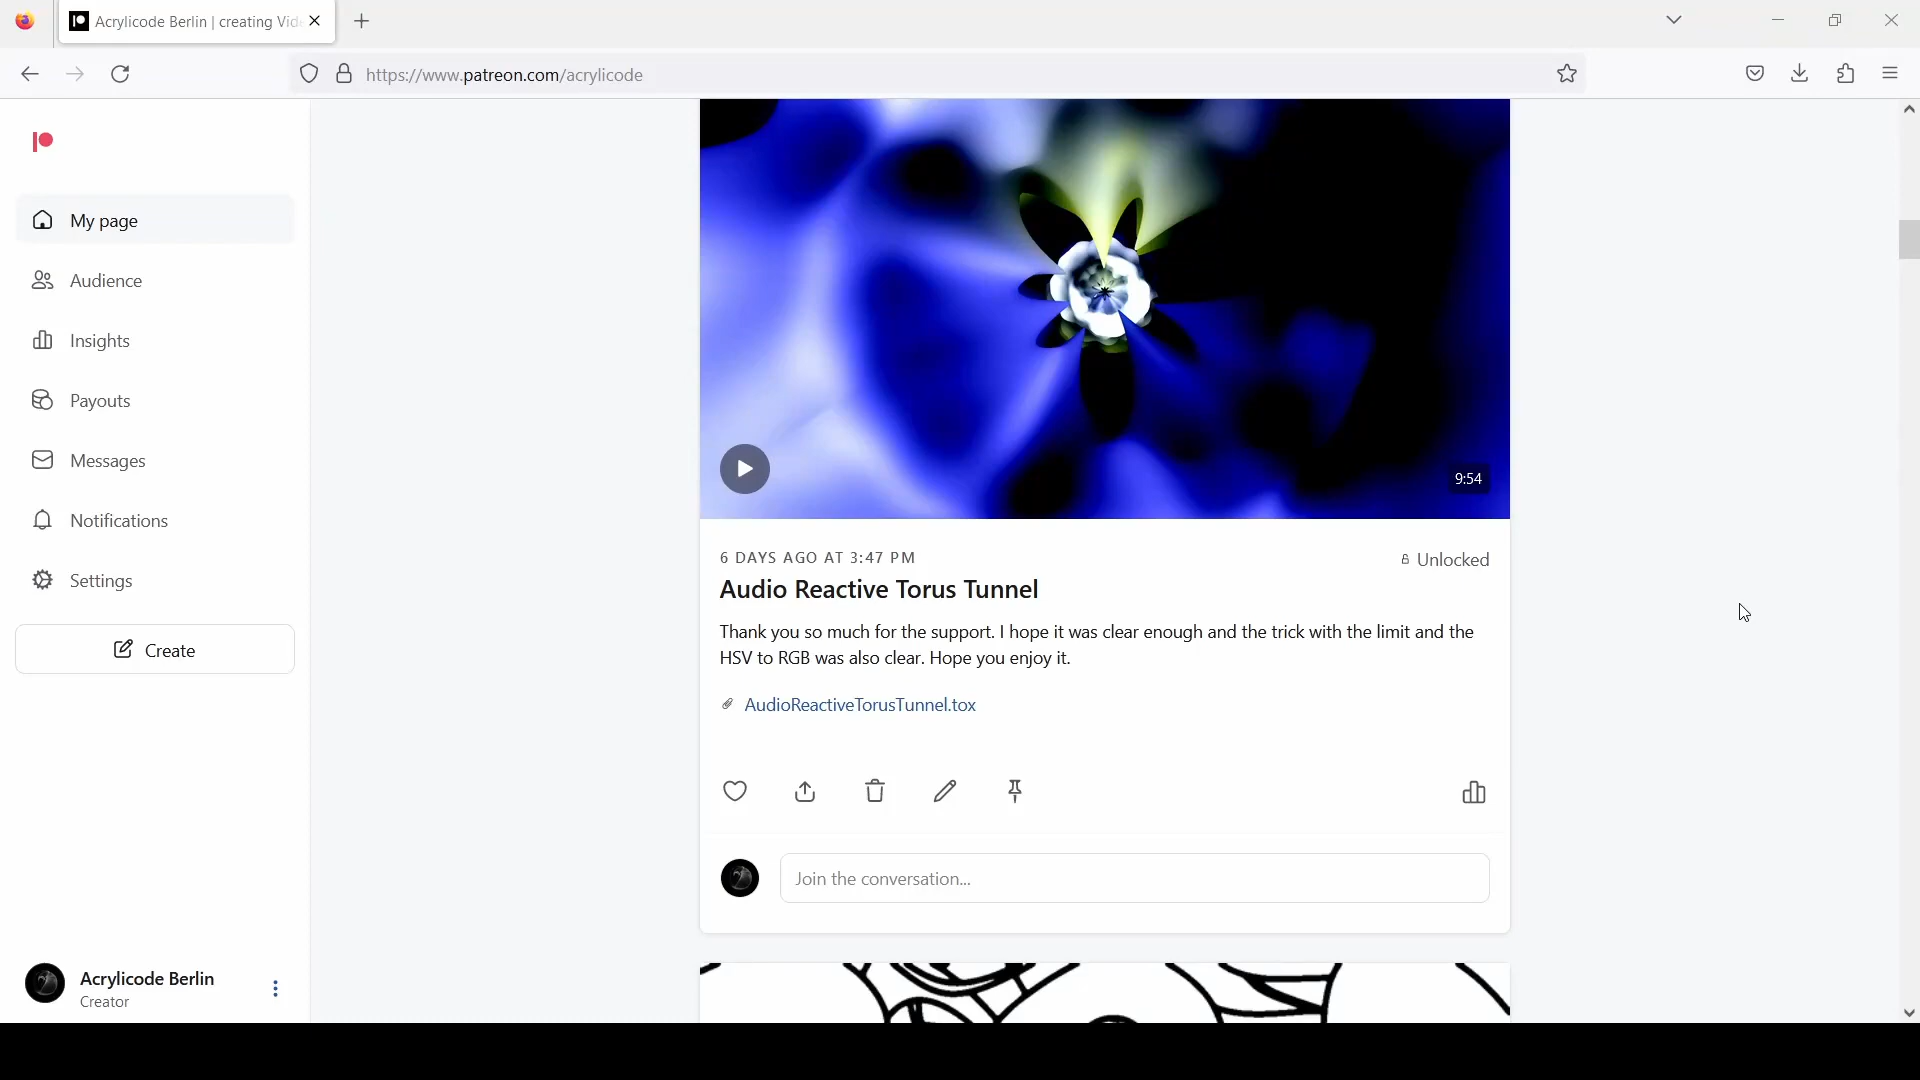 Acrylicode Berlin | creating Vid
https://www.patreon.com/acrylicode
My page
Audience
Insights
Payouts
Messages
Notifications
Settings
Create
9:54
6 DAYS AGO AT 3:47 PM
Unlocked
Audio Reactive Torus Tunnel
Thank you so much for the support. I hope it was clear enough and the trick with the limit and the
HSV to RGB was also clear. Hope you enjoy it.
AudioReactiveTorusTunnel.tox
Join the conversation...
Acrylicode Berlin
Creator